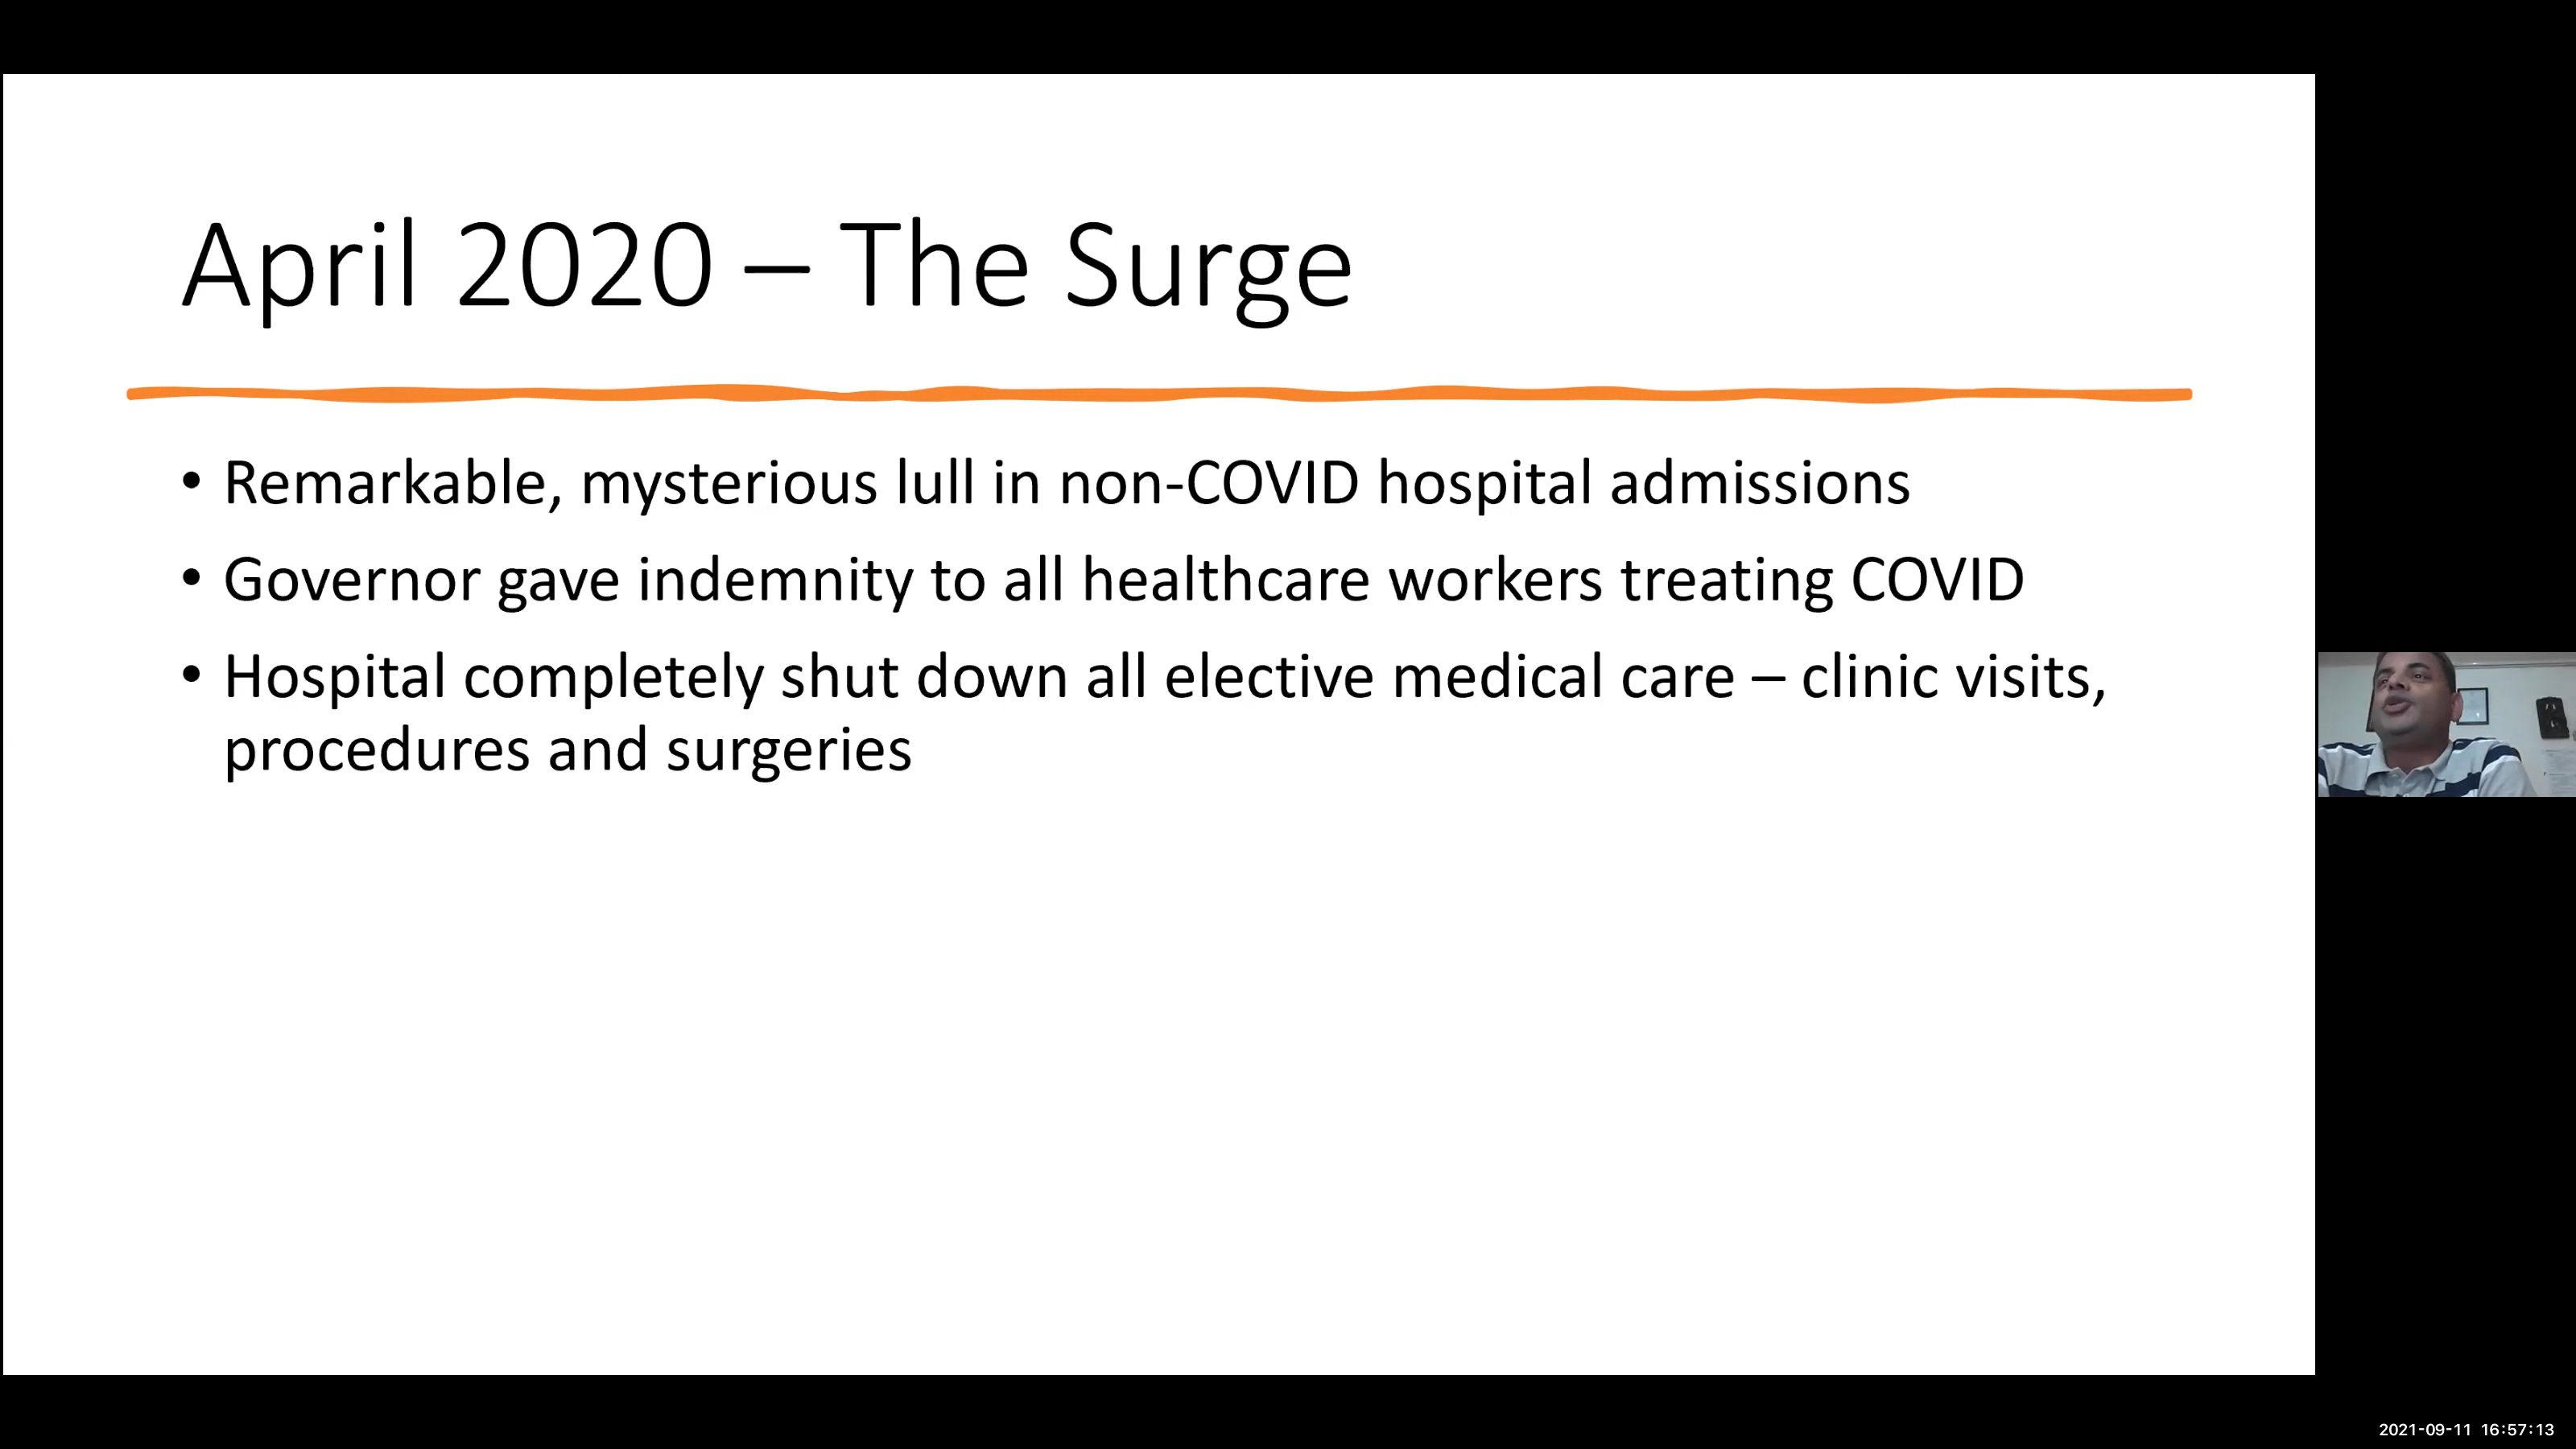 April 2020 – The Surge
• Remarkable, mysterious lull in non-COVID hospital admissions
• Governor gave indemnity to all healthcare workers treating COVID
• Hospital completely shut down all elective medical care – clinic visits,
procedures and surgeries
2021-09-11 16:57:13